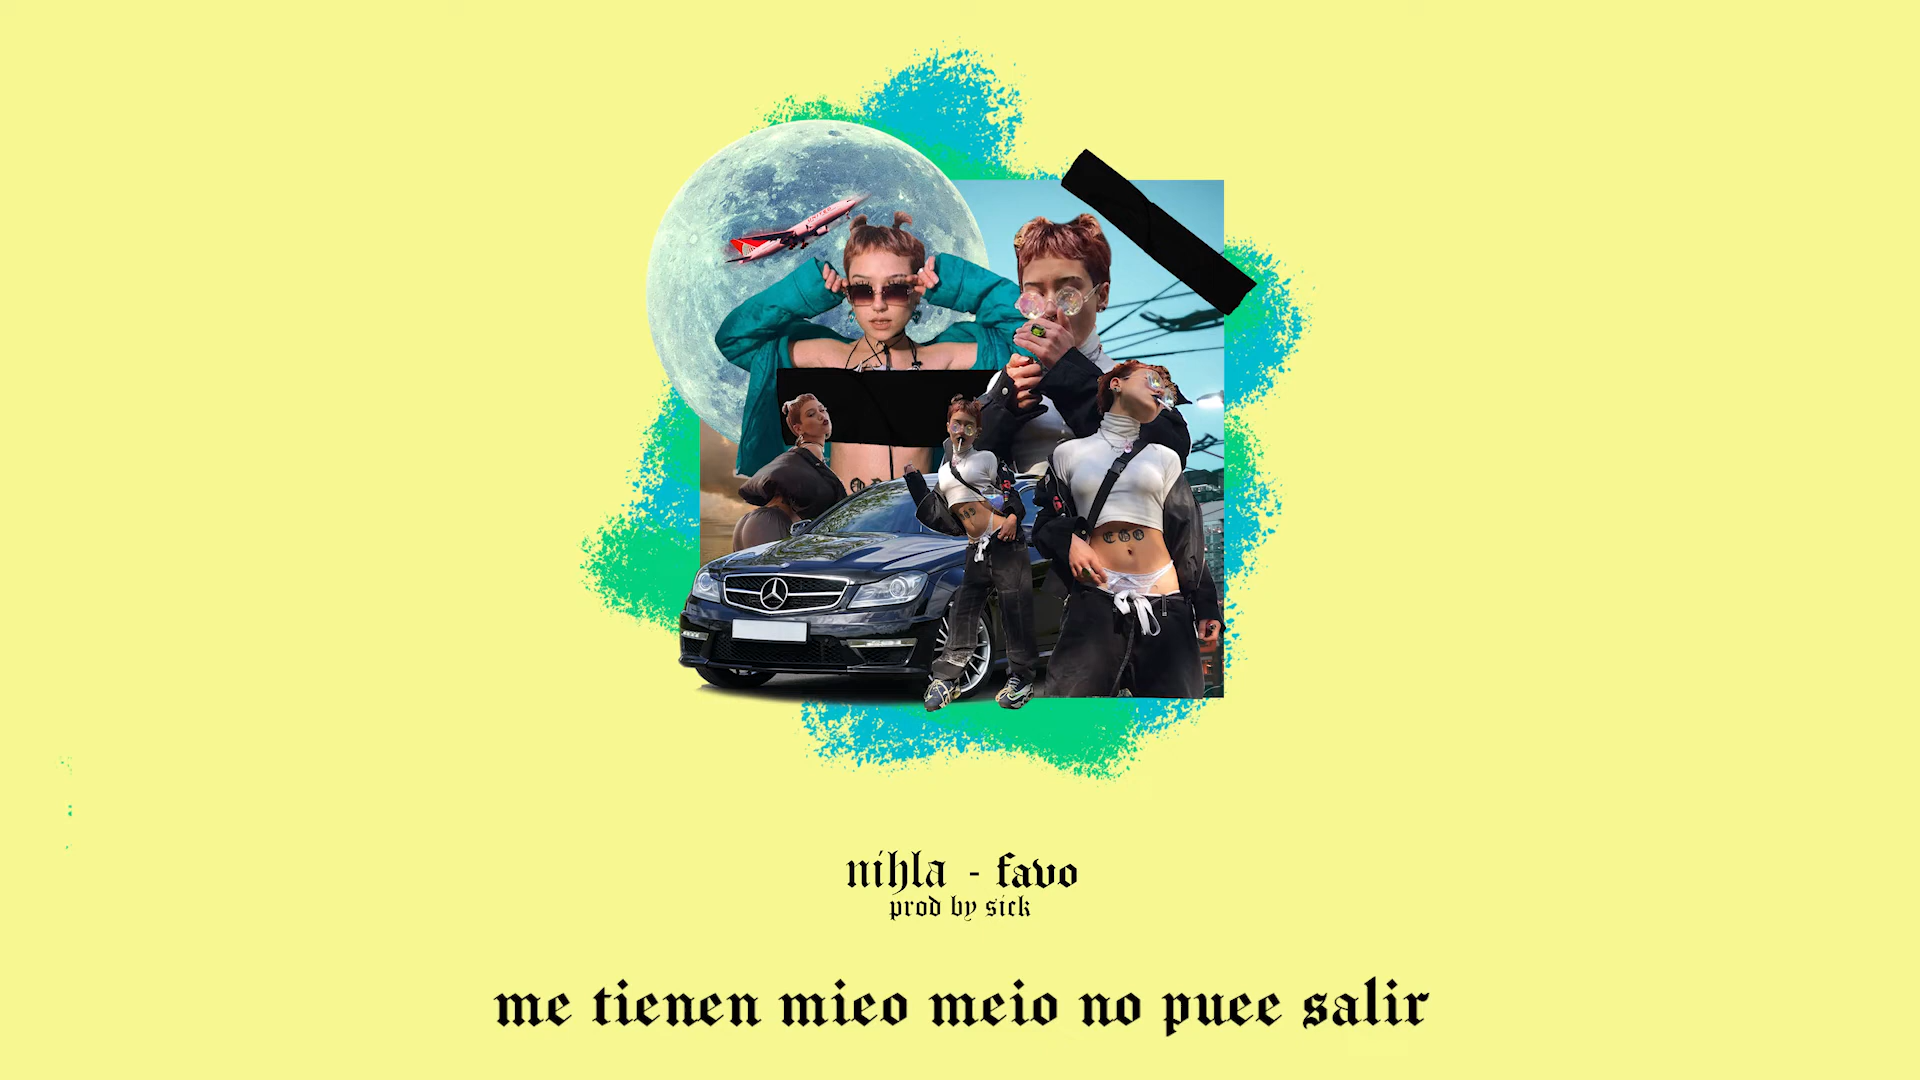 nihla - favo
prod by sick
me tienen mieo meio no puee salir